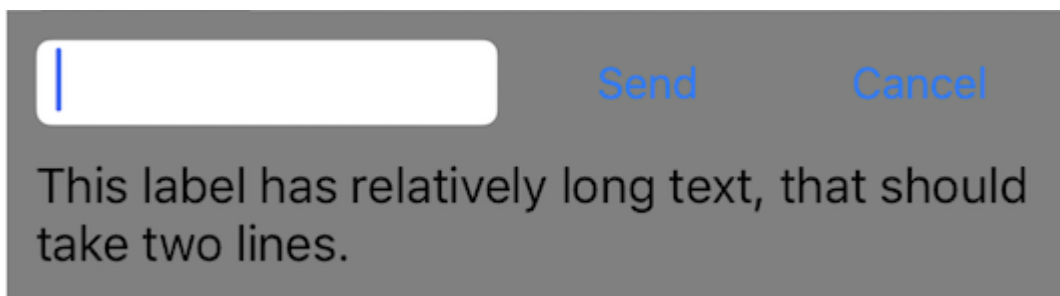 Send Cancel
This label has relatively long text, that should
take two lines.